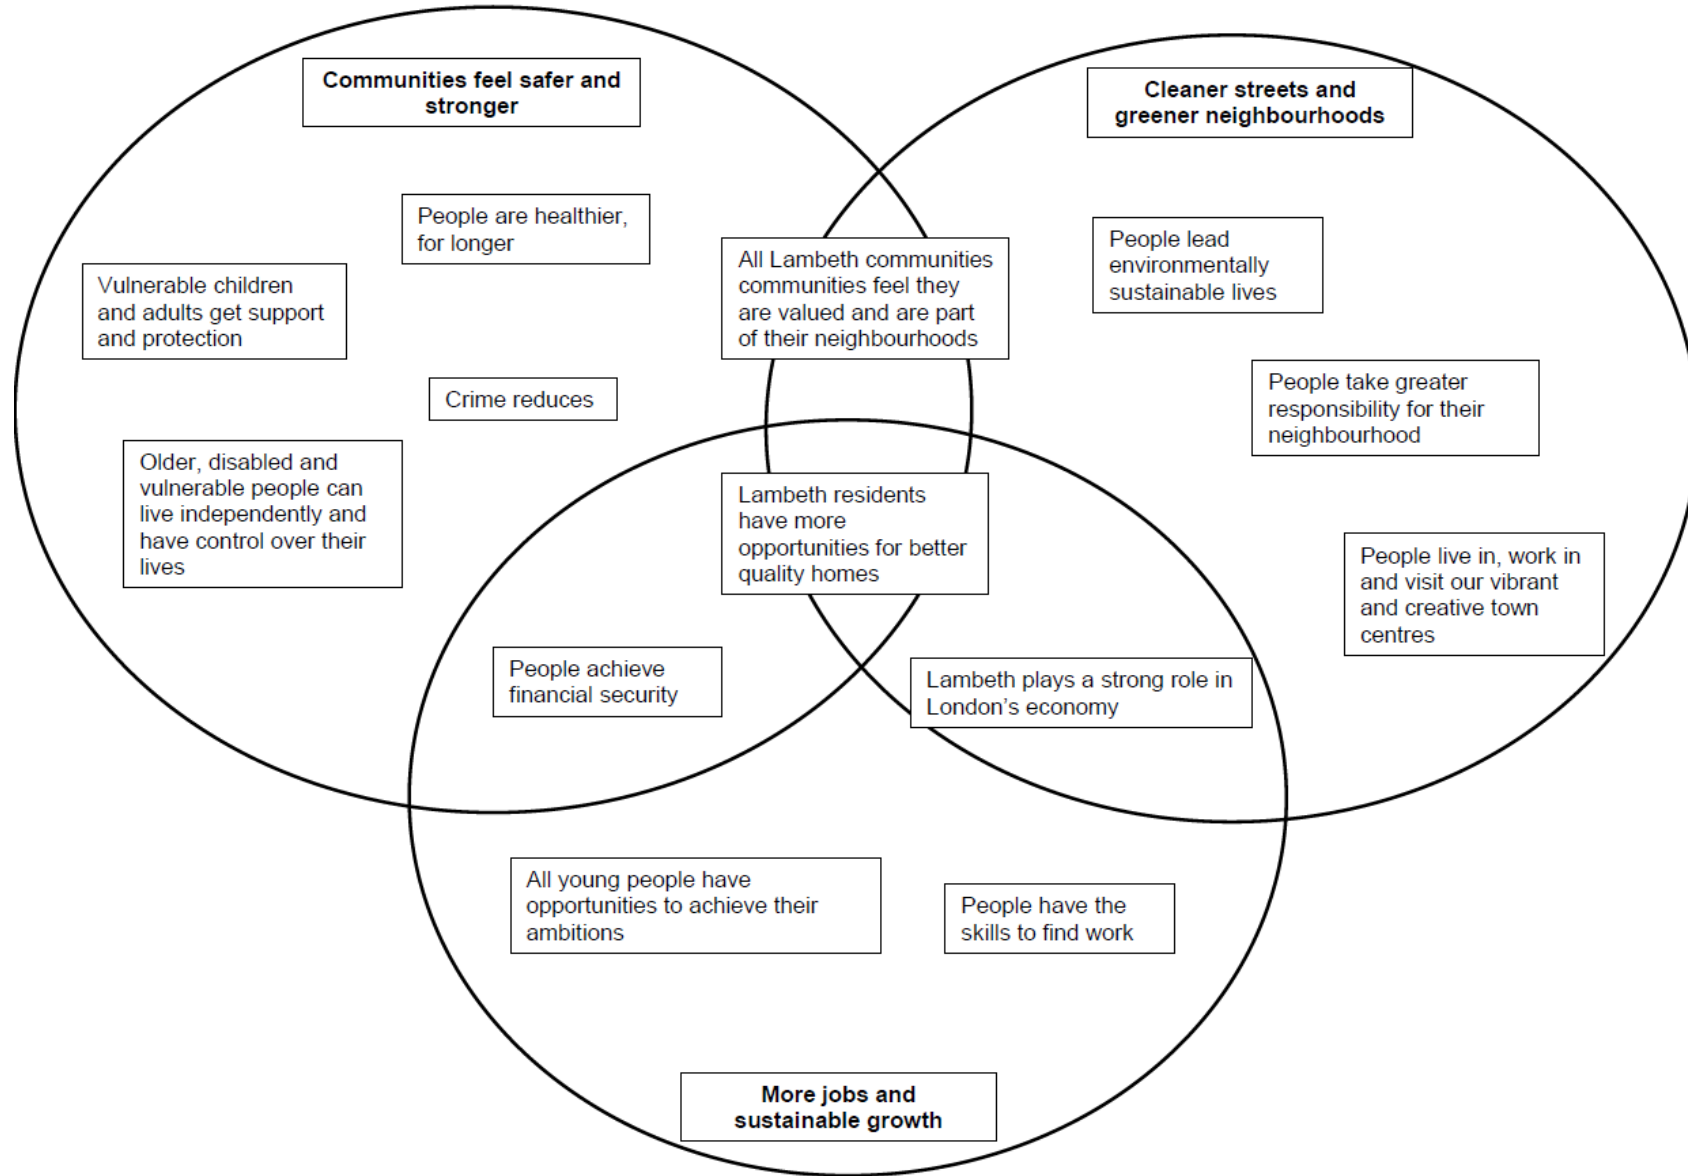 Communities feel safer and
stronger
Cleaner streets and
greener neighbourhoods
People are healthier,
for longer
Vulnerable children
and adults get support
and protection
All Lambeth communities
communities feel they
are valued and are part
of their neighbourhoods
People lead
environmentally
sustainable lives
Crime reduces
People take greater
responsibility for their
neighbourhood
Older, disabled and
vulnerable people can
live independently and
have control over their
lives
Lambeth residents
have more
opportunities for better
quality homes
People live in, work in
and visit our vibrant
and creative town
centres
People achieve
financial security
Lambeth plays a strong role in
London’s economy
All young people have
opportunities to achieve their
ambitions
People have the
skills to find work
More jobs and
sustainable growth